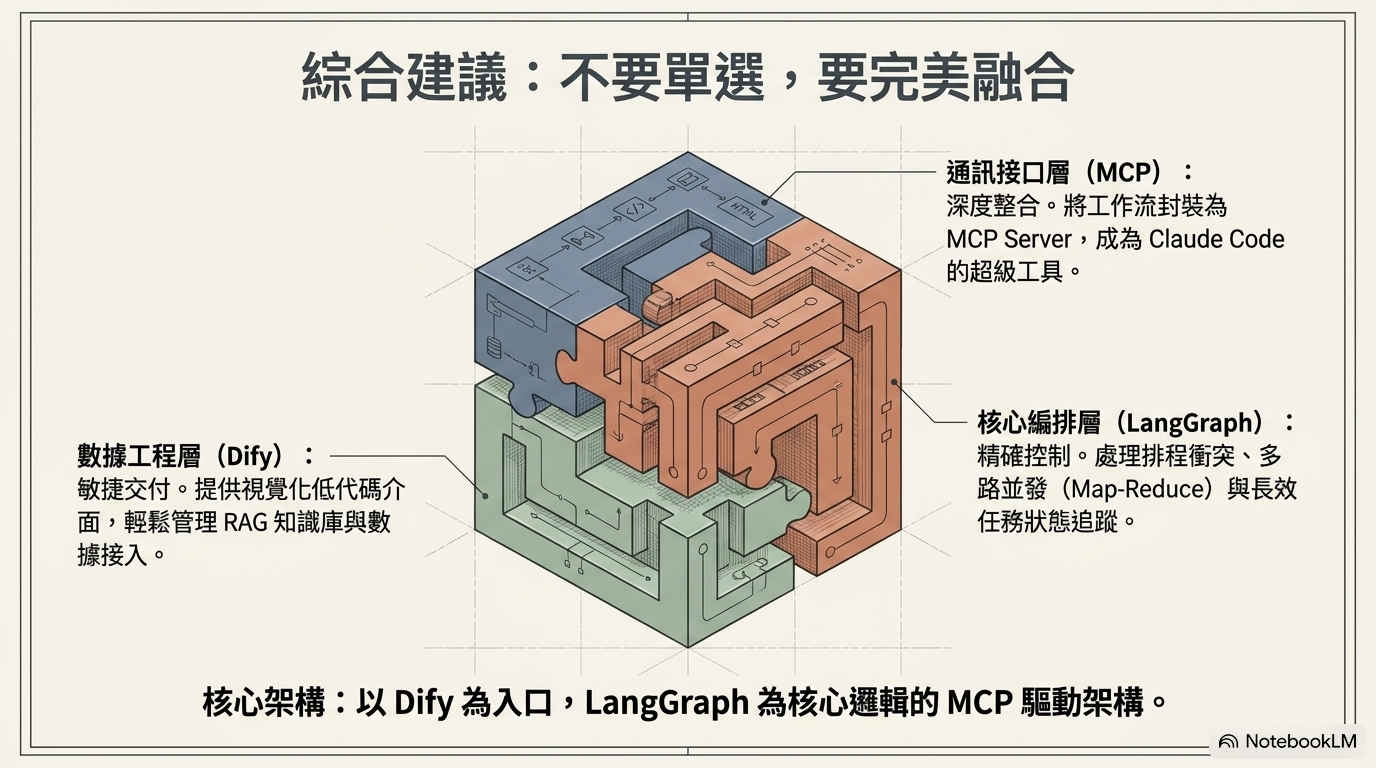 綜合建議：不要單選，要完美融合
通訊接口層（MCP）：
深度整合。將工作流封裝為
MCP Server，成為 Claude Code
的超級工具。
HTML
</>
數據工程層（Dify）：
敏捷交付。提供視覺化低代碼介
面，輕鬆管理 RAG 知識庫與數
據接入。
核心編排層（LangGraph）：
精確控制。處理排程衝突、多
路並發（Map-Reduce）與長效
任務狀態追蹤。
核心架構：以 Dify 為入口，LangGraph 為核心邏輯的 MCP 驅動架構。
NotebookLM